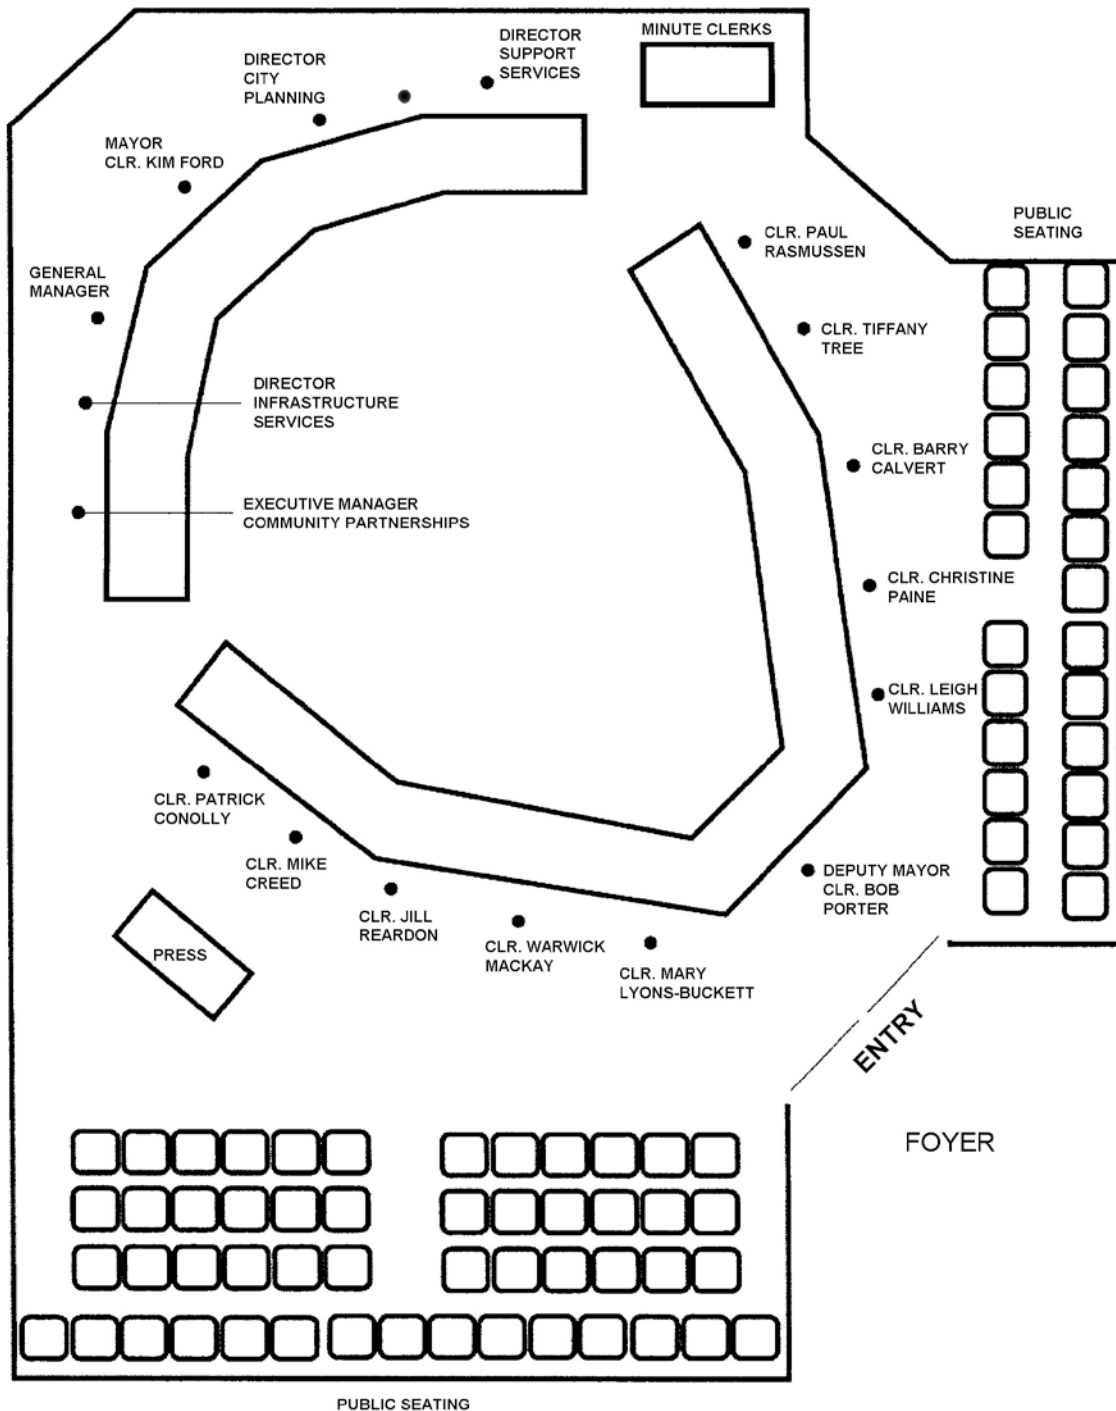 MINUTE CLERKS
DIRECTOR
SUPPORT
SERVICES
DIRECTOR
CITY
PLANNING
MAYOR
CLR. KIM FORD
GENERAL
MANAGER
DIRECTOR
INFRASTRUCTURE
SERVICES
EXECUTIVE MANAGER
COMMUNITY PARTNERSHIPS
CLR. PAUL
RASMUSSEN
PUBLIC
SEATING
CLR. TIFFANY
TREE
CLR. BARRY
CALVERT
CLR. CHRISTINE
PAINE
CLR. LEIGH
WILLIAMS
DEPUTY MAYOR
CLR. BOB
PORTER
CLR. PATRICK
CONOLLY
CLR. MIKE
CREED
CLR. JILL
REARDON
CLR. WARWICK
MACKAY
CLR. MARY
LYONS-BUCKETT
PRESS
ENTRY
FOYER
PUBLIC SEATING